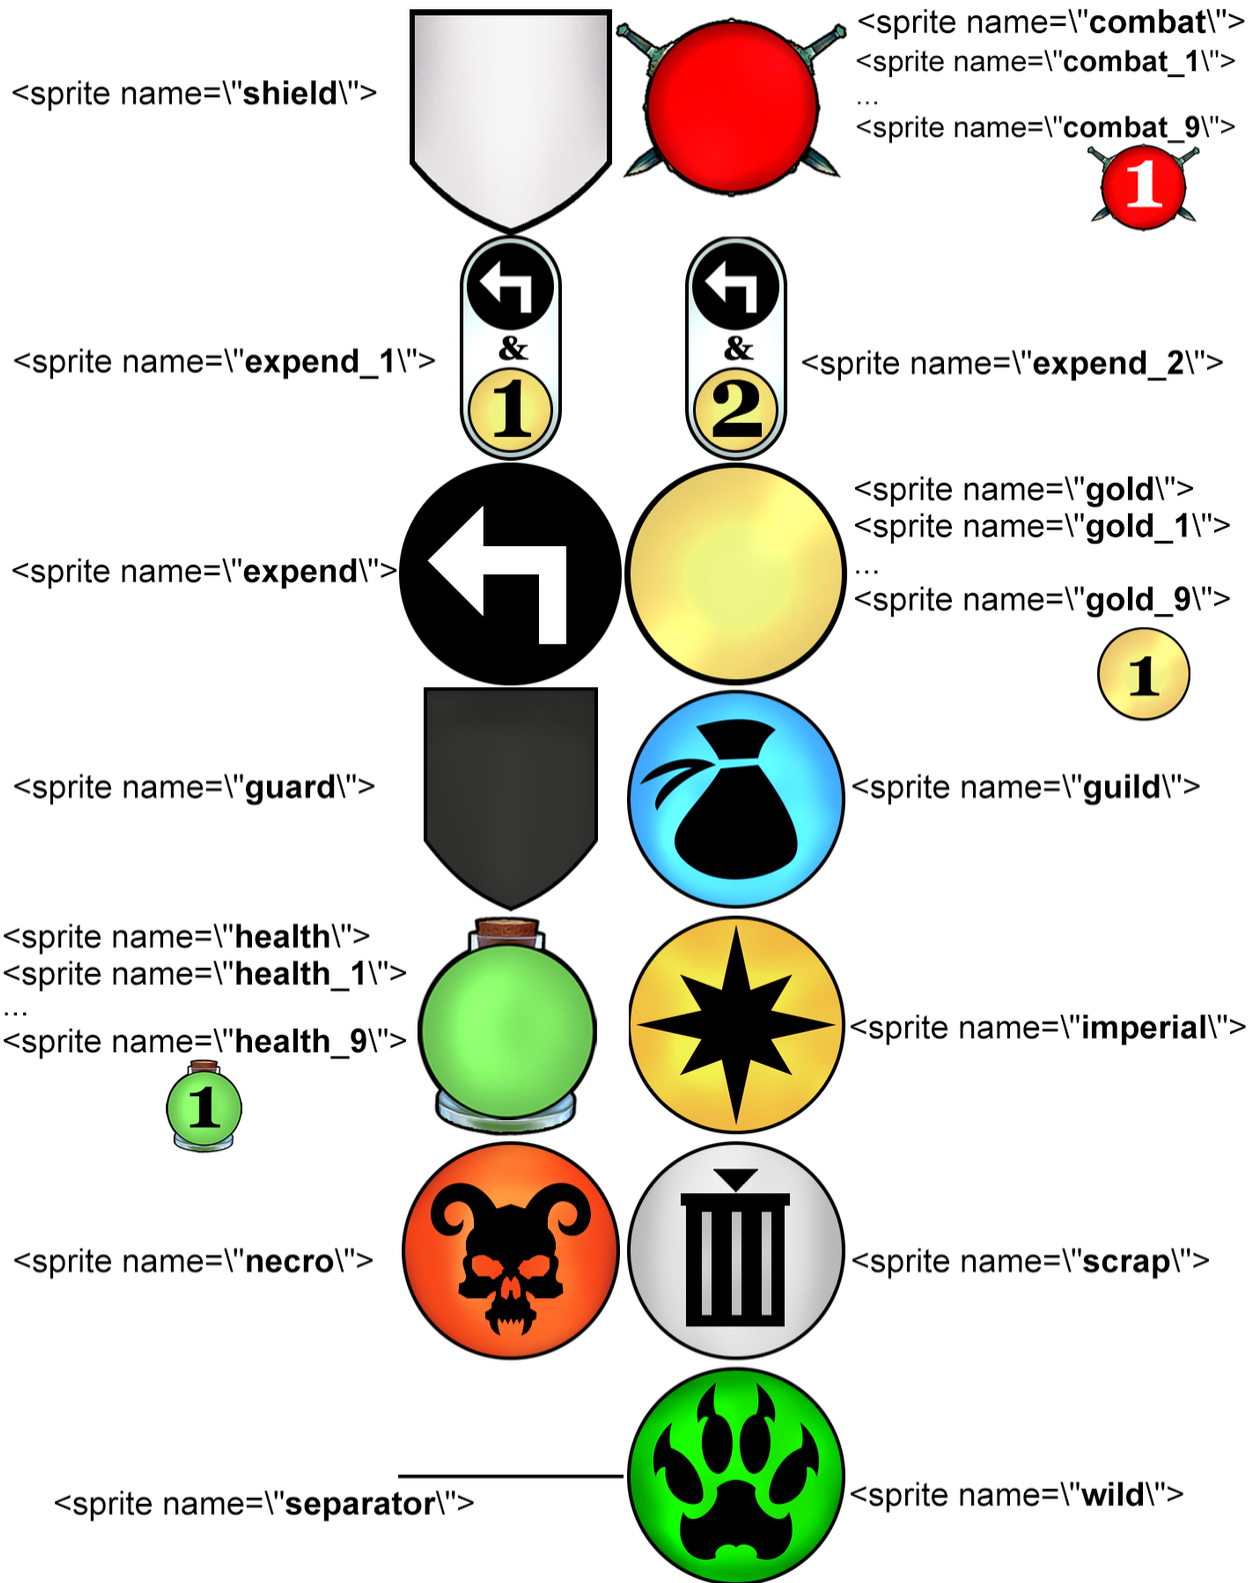 <sprite name=\"shield\">
<sprite name=\"combat\">
<sprite name=\"combat_1\">
...
<sprite name=\"combat_9\">
1
<sprite name=\"expend_1\">
&
1
&
2
<sprite name=\"expend_2\">
<sprite name=\"expend\">
<sprite name=\"gold\">
<sprite name=\"gold_1\">
...
<sprite name=\"gold_9\">
1
<sprite name=\"guard\">
<sprite name=\"guild\">
<sprite name=\"health\">
<sprite name=\"health_1\">
...
<sprite name=\"health_9\">
1
<sprite name=\"imperial\">
<sprite name=\"necro\">
<sprite name=\"scrap\">
<sprite name=\"separator\">
<sprite name=\"wild\">